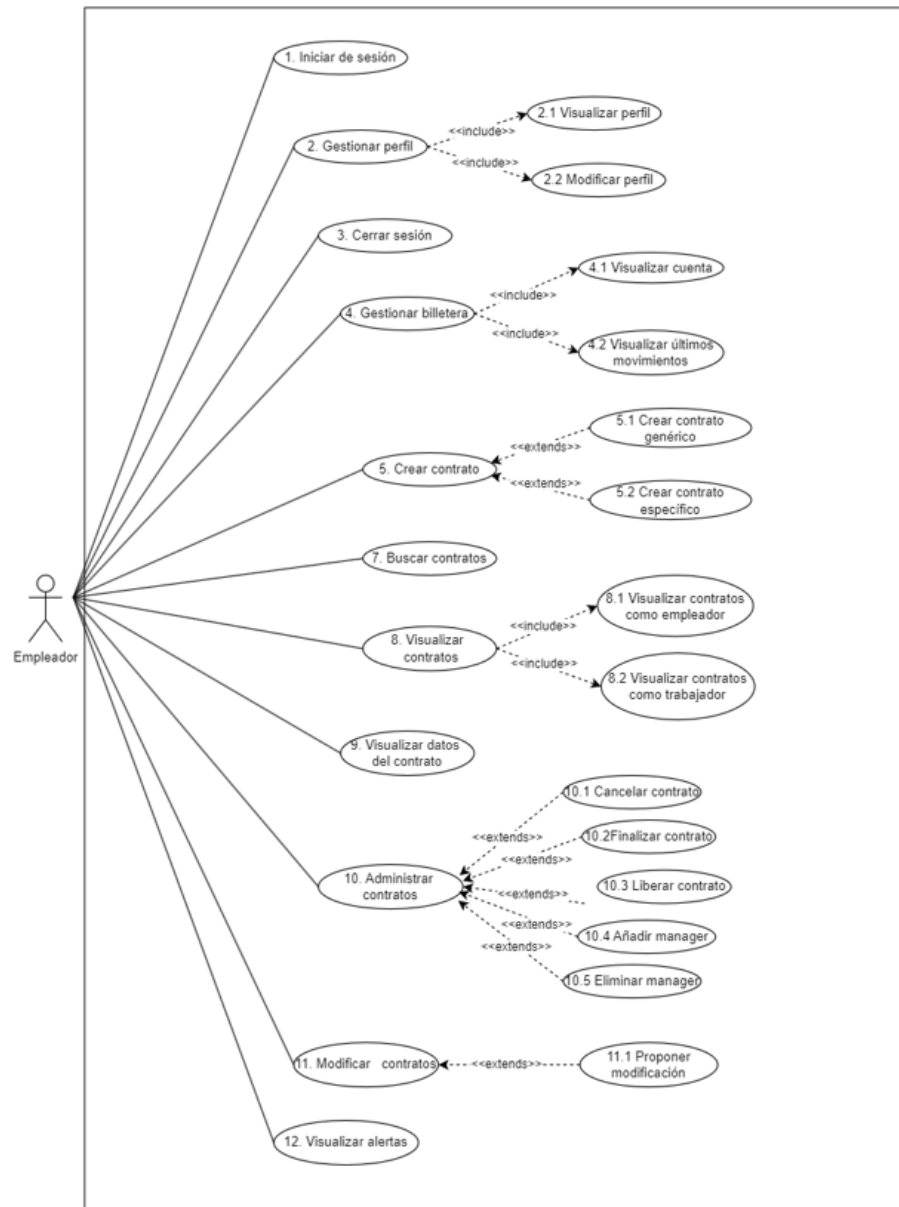 1. Iniciar de sesión
2.1 Visualizar perfil
<<include>>
2. Gestionar perfil
<<include>>
2.2 Modificar perfil
3. Cerrar sesión
4.1 Visualizar cuenta
<<include>>
4. Gestionar billetera
<<include>>
4.2 Visualizar últimos
movimientos
5.1 Crear contrato
genérico
<<extends>>
5. Crear contrato
<<extends>>
5.2 Crear contrato
específico
7. Buscar contratos
8.1 Visualizar contratos
como empleador
<<include>>
8. Visualizar
contratos
<<include>>
8.2 Visualizar contratos
como trabajador
Empleador
9. Visualizar datos
del contrato
10.1 Cancelar contrato
<<extends>>
10.2Finalizar contrato
<<extends>>
10. Administrar
contratos
10.3 Liberar contrato
<<extends>>
<<extends>>
10.4 Añadir manager
<<extends>>
10.5 Eliminar manager
11. Modificar contratos
<<extends>>
11.1 Proponer
modificación
12. Visualizar alertas